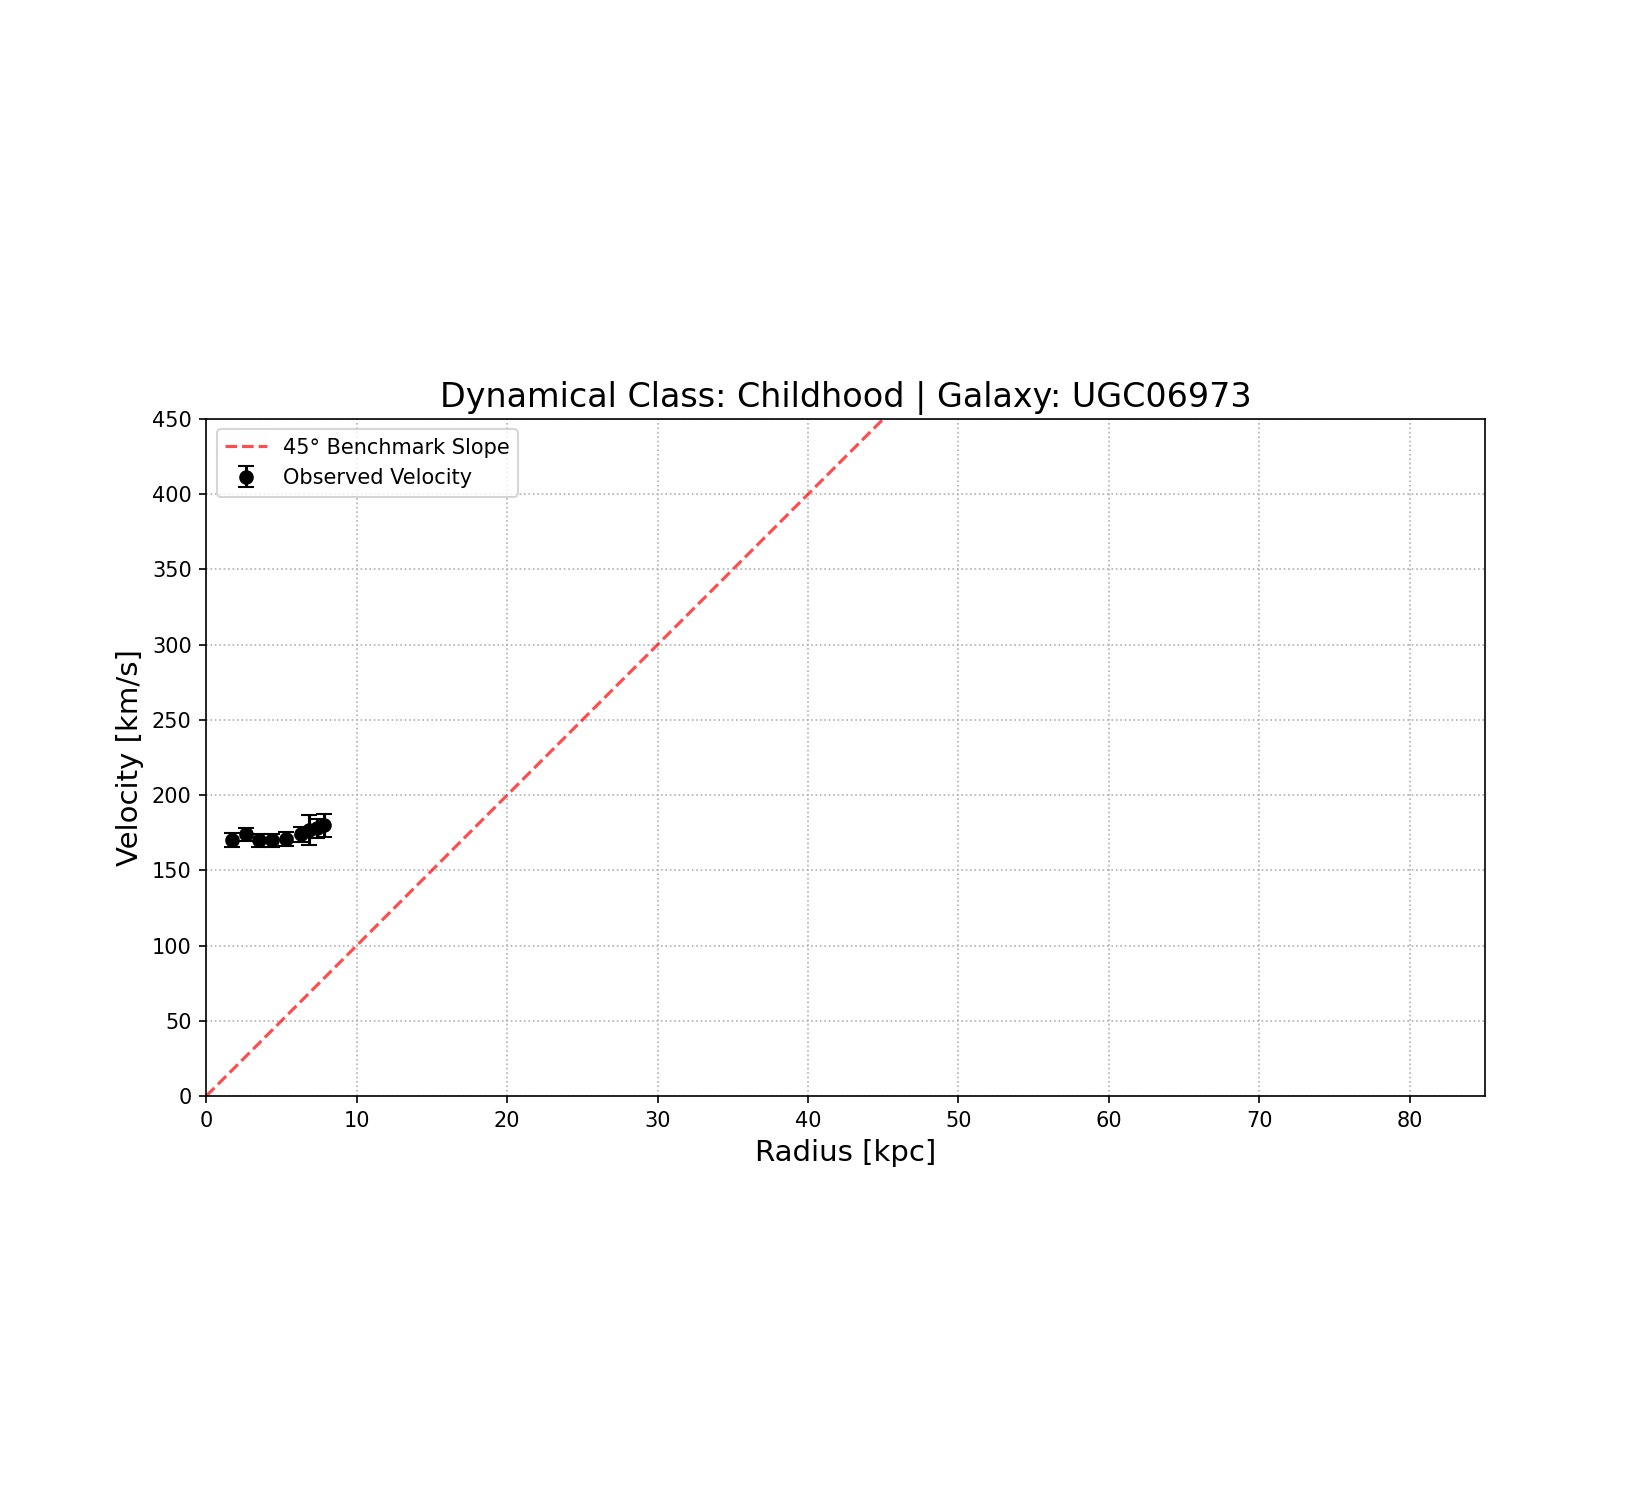 Dynamical Class: Childhood | Galaxy: UGC06973
450
400
350
300
250
200
150
100
50
0
45° Benchmark Slope
Observed Velocity
Velocity [km/s]
0 10 20 30 40 50 60 70 80
Radius [kpc]